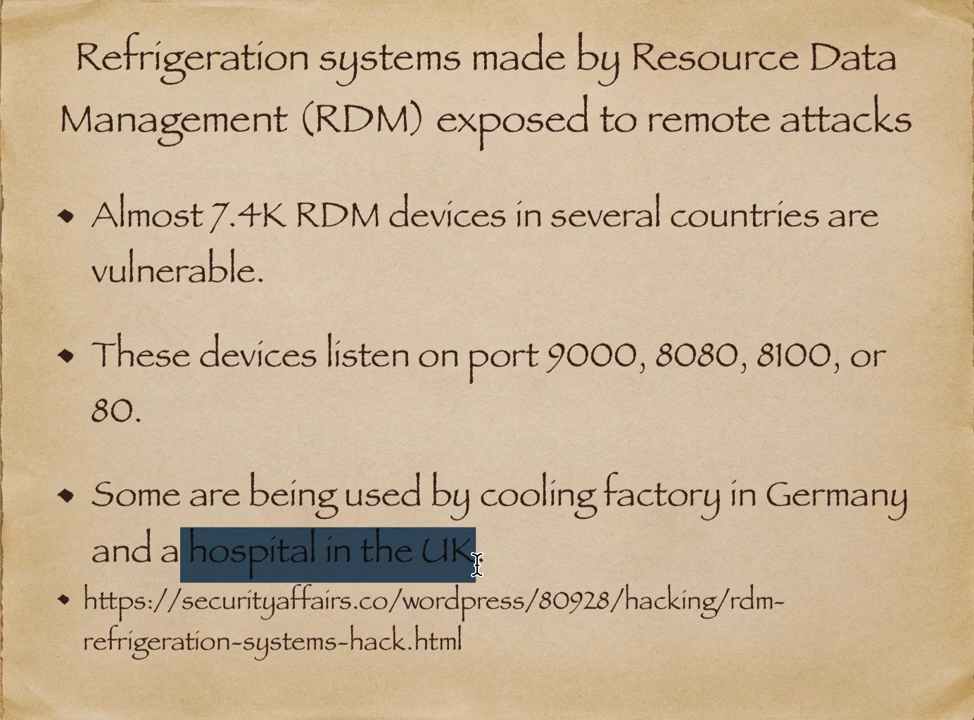 Refrigeration systems made by Resource Data
Management (RDM) exposed to remote attacks
• Almost 7.4K RDM devices in several countries are
vulnerable.
• These devices listen on port 9000, 8080, 8100, or
80.
• Some are being used by cooling factory in Germany
and a hospital in the UK.
• https://securityaffairs.co/wordpress/80928/hacking/rdm-
refrigeration-systems-hack.html